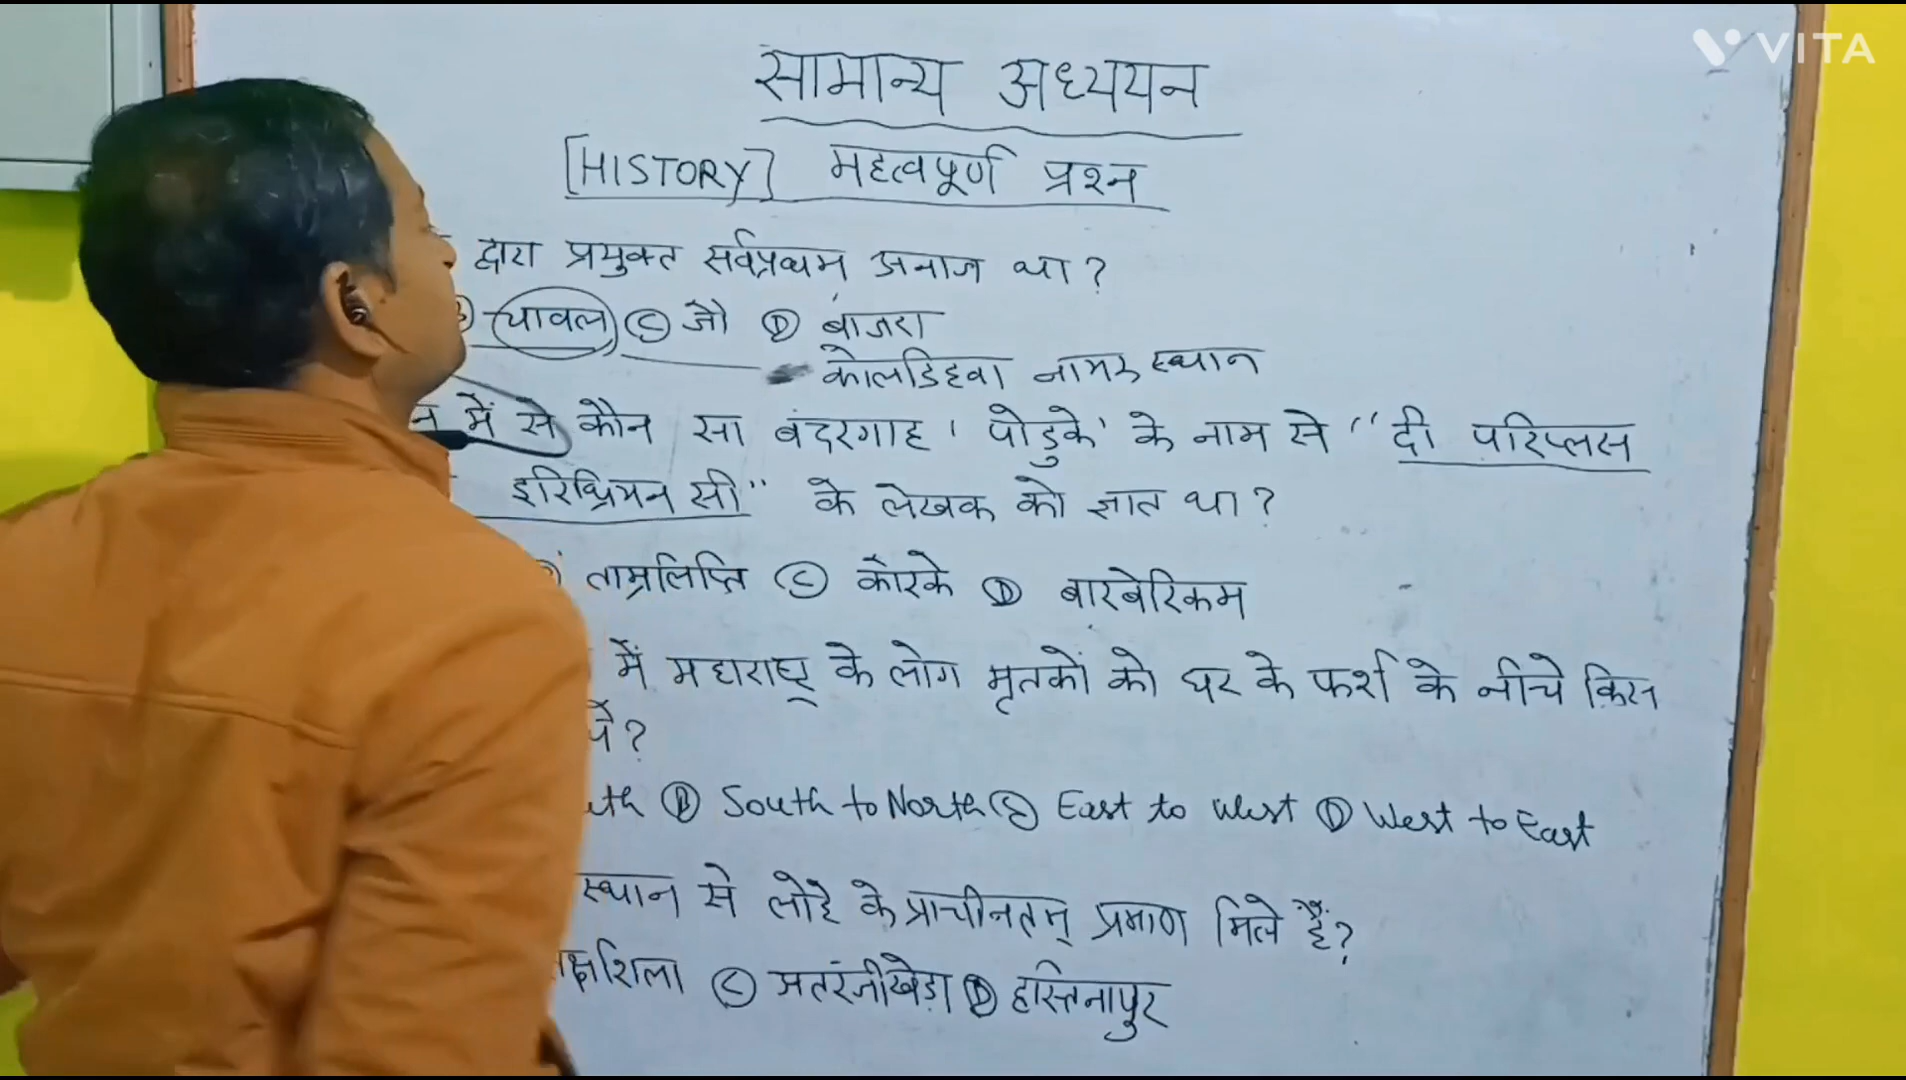 VITA
सामान्य अध्ययन
[HISTORY] महत्वपूर्ण प्रश्न
द्वारा प्रयुक्त सर्वप्रथम अनाज था?
चावल Ⓒ जौ Ⓓ बाजरा
कोलडिहवा नामक स्थान
में से कौन सा बंदरगाह 'पोडुके' के नाम से "दी परिप्लस
इरिथ्रियन सी" के लेखक को ज्ञात था?
ताम्रलिप्ति Ⓒ कौरके Ⓓ बारबेरिकम
में महाराष्ट्र के लोग मृतकों को घर के फर्श के नीचे किस
थे?
uth Ⓑ South to North Ⓒ East to West Ⓓ West to East
स्थान से लोहे के प्राचीनतम् प्रमाण मिले हैं?
क्षशिला Ⓒ अतरंजीखेड़ा Ⓓ हस्तिनापुर